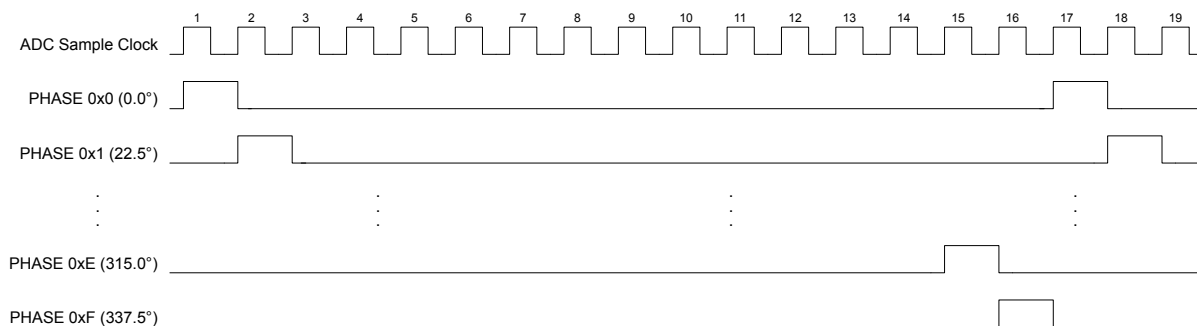 1 2 3 4 5 6 7 8 9 10 11 12 13 14 15 16 17 18 19
ADC Sample Clock
PHASE 0x0 (0.0°)
PHASE 0x1 (22.5°)
PHASE 0xE (315.0°)
PHASE 0xF (337.5°)